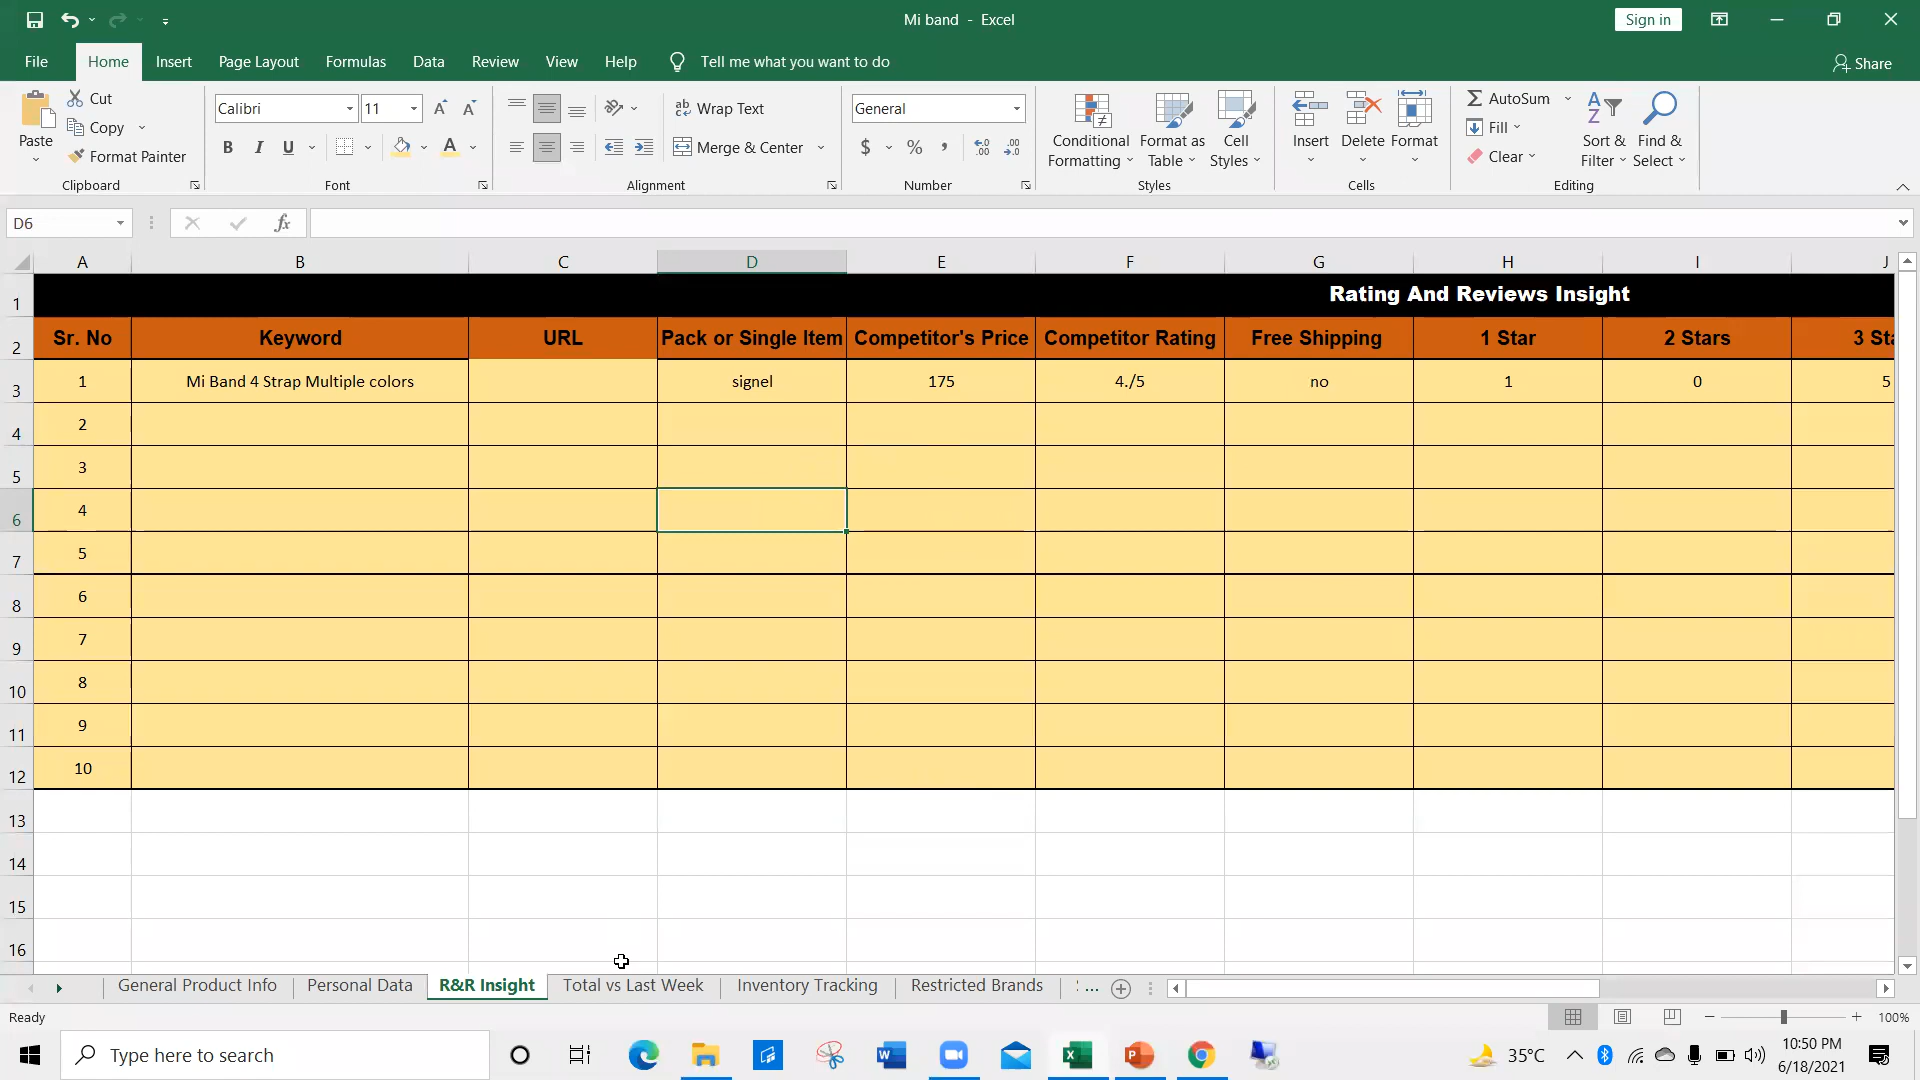 Mi band - Excel
Sign in
File Home Insert Page Layout Formulas Data Review View Help Tell me what you want to do Share
Paste
Cut
Copy
Format Painter
Clipboard
Calibri 11 A A
B I U A
Font
ab Wrap Text
Merge & Center
Alignment
General
$ % ,
Number
Conditional Formatting
Format as Table
Cell Styles
Styles
Insert Delete Format
Cells
AutoSum
Fill
Clear
Sort & Filter
Find & Select
Editing
D6 fx
A B C D E F G H I J
1 Rating And Reviews Insight
2 Sr. No Keyword URL Pack or Single Item Competitor's Price Competitor Rating Free Shipping 1 Star 2 Stars 3 Sta
3 1 Mi Band 4 Strap Multiple colors signel 175 4./5 no 1 0 5
4 2
5 3
6 4
7 5
8 6
9 7
10 8
11 9
12 10
13
14
15
16
General Product Info Personal Data R&R Insight Total vs Last Week Inventory Tracking Restricted Brands ...
Ready 100%
Type here to search 35°C 10:50 PM
6/18/2021